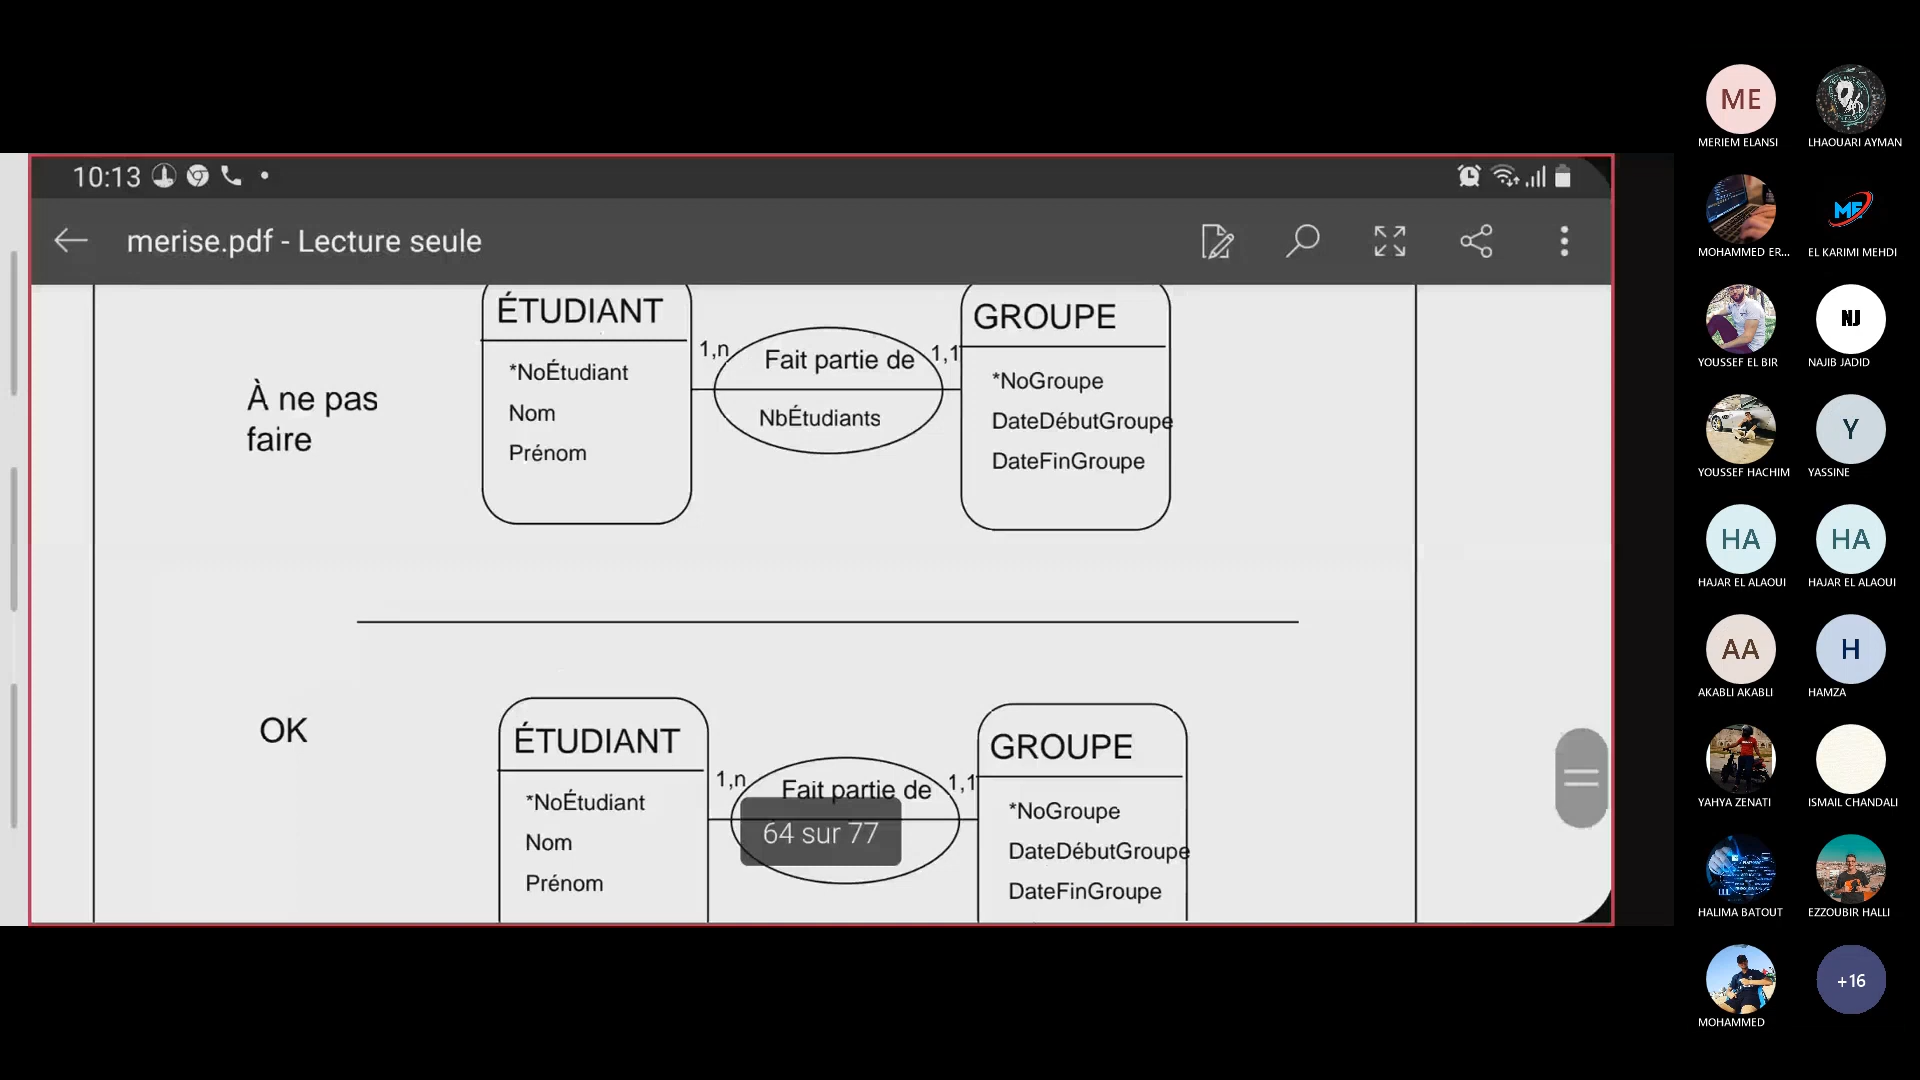 10:13
merise.pdf - Lecture seule
À ne pas
faire
ÉTUDIANT
*NoÉtudiant
Nom
Prénom
1,n
Fait partie de
NbÉtudiants
1,1
GROUPE
*NoGroupe
DateDébutGroupe
DateFinGroupe
OK
ÉTUDIANT
*NoÉtudiant
Nom
Prénom
1,n
Fait partie de
64 sur 77
1,1
GROUPE
*NoGroupe
DateDébutGroupe
DateFinGroupe
ME
MERIEM ELANSI
LHAOUARI AYMAN
MOHAMMED ER...
ME
EL KARIMI MEHDI
YOUSSEF EL BIR
NJ
NAJIB JADID
YOUSSEF HACHIM
Y
YASSINE
HA
HAJAR EL ALAOUI
HA
HAJAR EL ALAOUI
AA
AKABLI AKABLI
H
HAMZA
YAHYA ZENATI
ISMAIL CHANDALI
HALIMA BATOUT
EZZOUBIR HALLI
MOHAMMED
+16